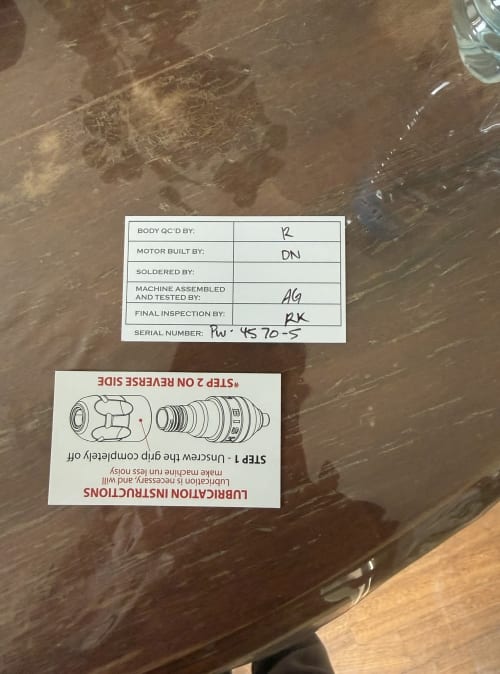 BODY QC'D BY: R
MOTOR BUILT BY: DN
SOLDERED BY:
MACHINE ASSEMBLED
AND TESTED BY: AG
FINAL INSPECTION BY: RK
SERIAL NUMBER: PW- 4570-5
LUBRICATION INSTRUCTIONS
Lubrication is necessary, and will
make machine run less noisy
STEP 1 - Unscrew the grip completely off
*STEP 2 ON REVERSE SIDE